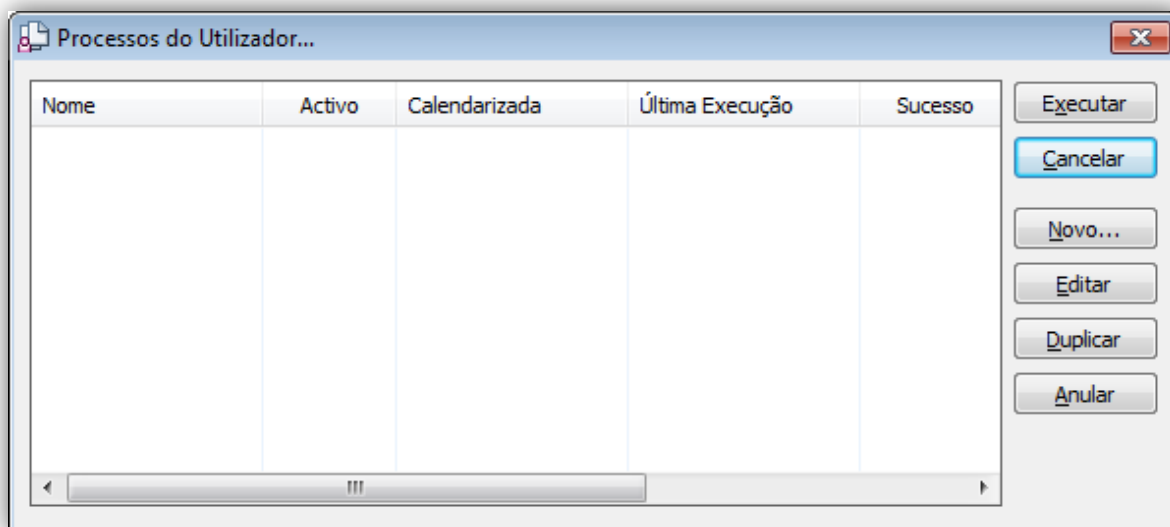 Processos do Utilizador...
Nome Activo Calendarizada Última Execução Sucesso
Executar
Cancelar
Novo...
Editar
Duplicar
Anular